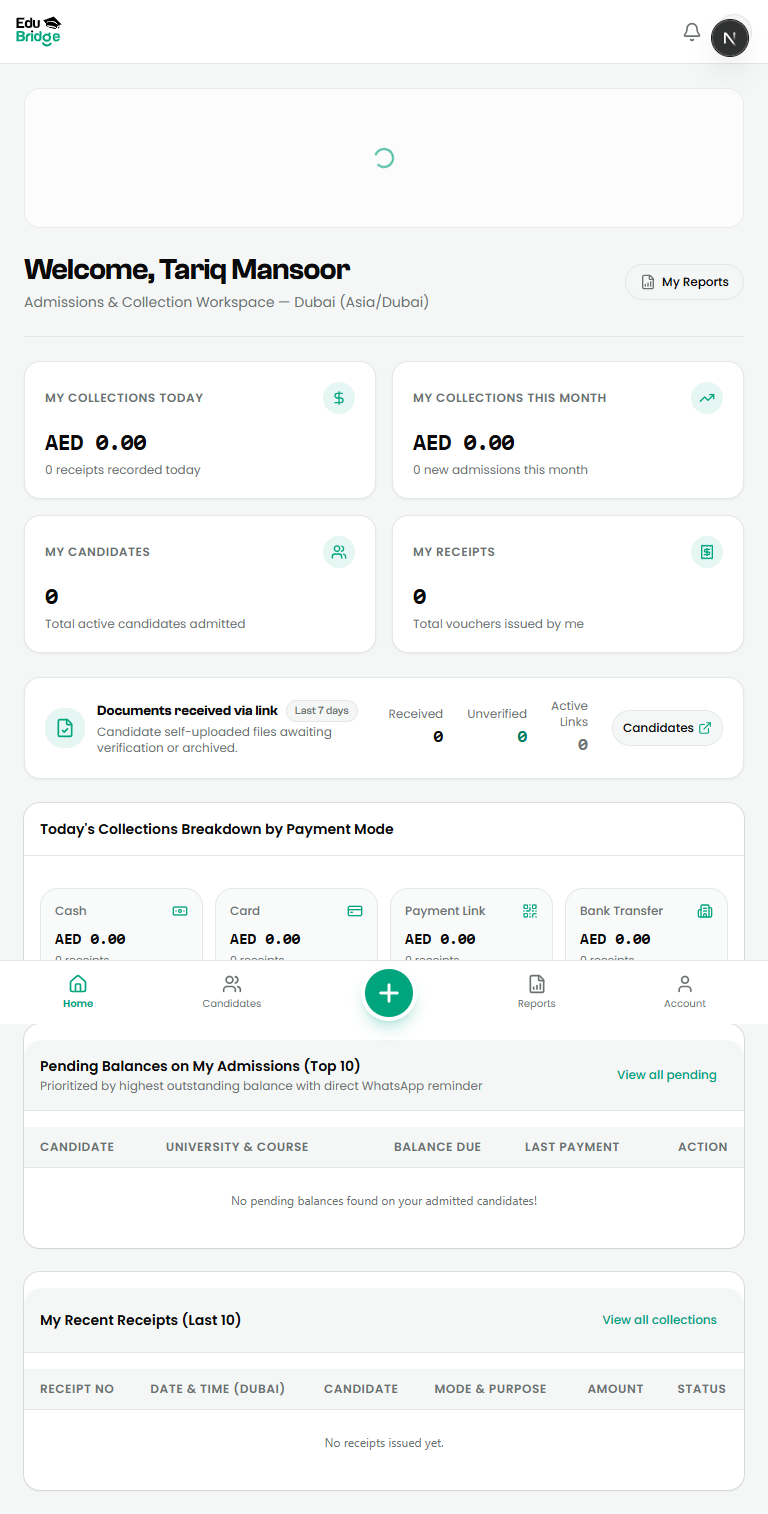 Edu
Bridge
N
Welcome, Tariq Mansoor
Admissions & Collection Workspace — Dubai (Asia/Dubai)
My Reports
MY COLLECTIONS TODAY
AED 0.00
0 receipts recorded today
MY COLLECTIONS THIS MONTH
AED 0.00
0 new admissions this month
MY CANDIDATES
0
Total active candidates admitted
MY RECEIPTS
0
Total vouchers issued by me
Documents received via link
Last 7 days
Candidate self-uploaded files awaiting
verification or archived.
Received
0
Unverified
0
Active
Links
0
Candidates
Today's Collections Breakdown by Payment Mode
Cash
AED 0.00
0 receipts
Card
AED 0.00
0 receipts
Payment Link
AED 0.00
0 receipts
Bank Transfer
AED 0.00
0 receipts
Home
Candidates
Reports
Account
Pending Balances on My Admissions (Top 10)
Prioritized by highest outstanding balance with direct WhatsApp reminder
View all pending
CANDIDATE UNIVERSITY & COURSE BALANCE DUE LAST PAYMENT ACTION
No pending balances found on your admitted candidates!
My Recent Receipts (Last 10)
View all collections
RECEIPT NO DATE & TIME (DUBAI) CANDIDATE MODE & PURPOSE AMOUNT STATUS
No receipts issued yet.